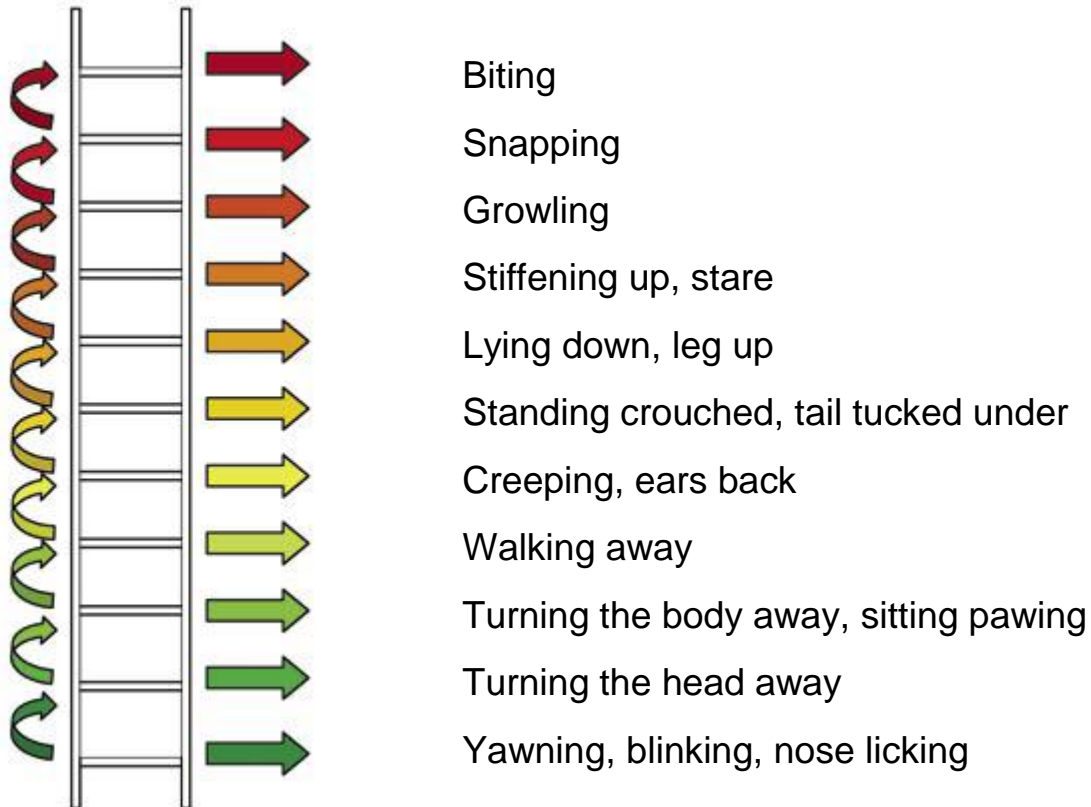 Biting
Snapping
Growling
Stiffening up, stare
Lying down, leg up
Standing crouched, tail tucked under
Creeping, ears back
Walking away
Turning the body away, sitting pawing
Turning the head away
Yawning, blinking, nose licking